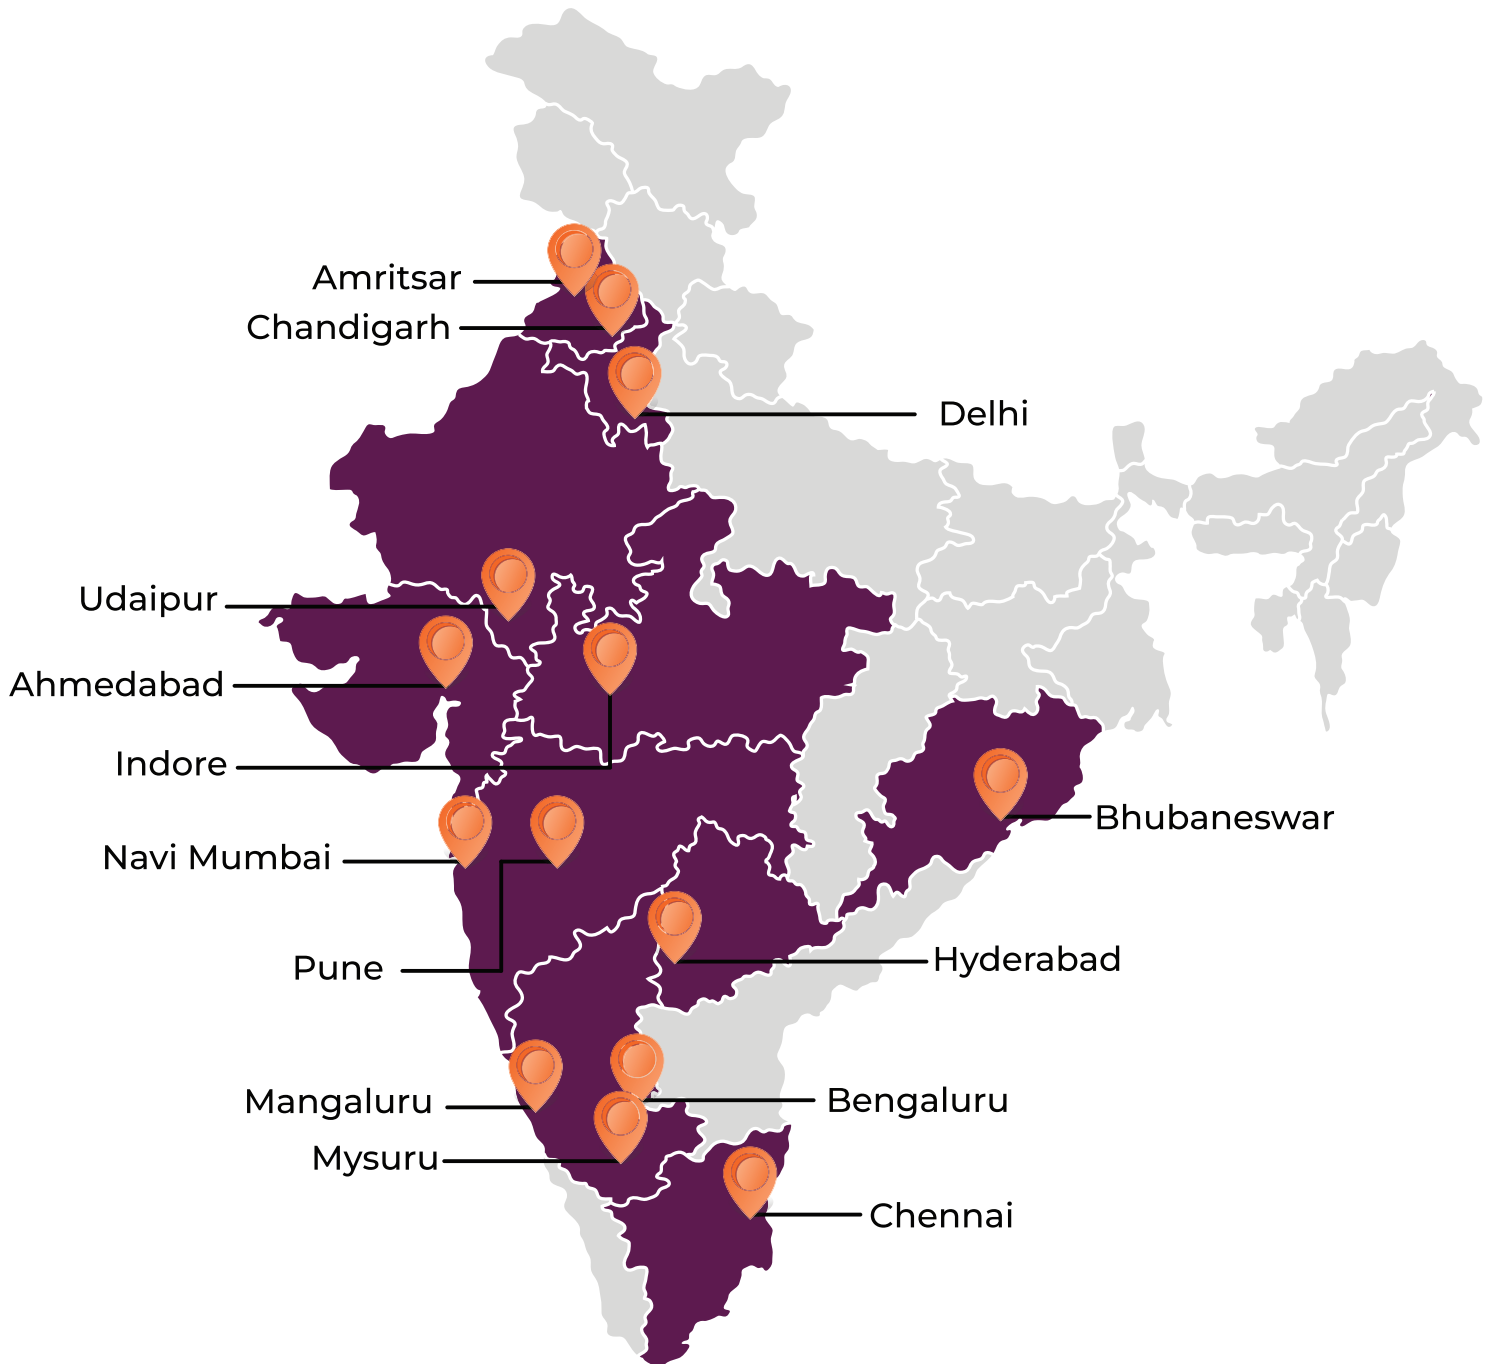 Amritsar
Chandigarh
Delhi
Udaipur
Ahmedabad
Indore
Bhubaneswar
Navi Mumbai
Hyderabad
Pune
Bengaluru
Mangaluru
Mysuru
Chennai